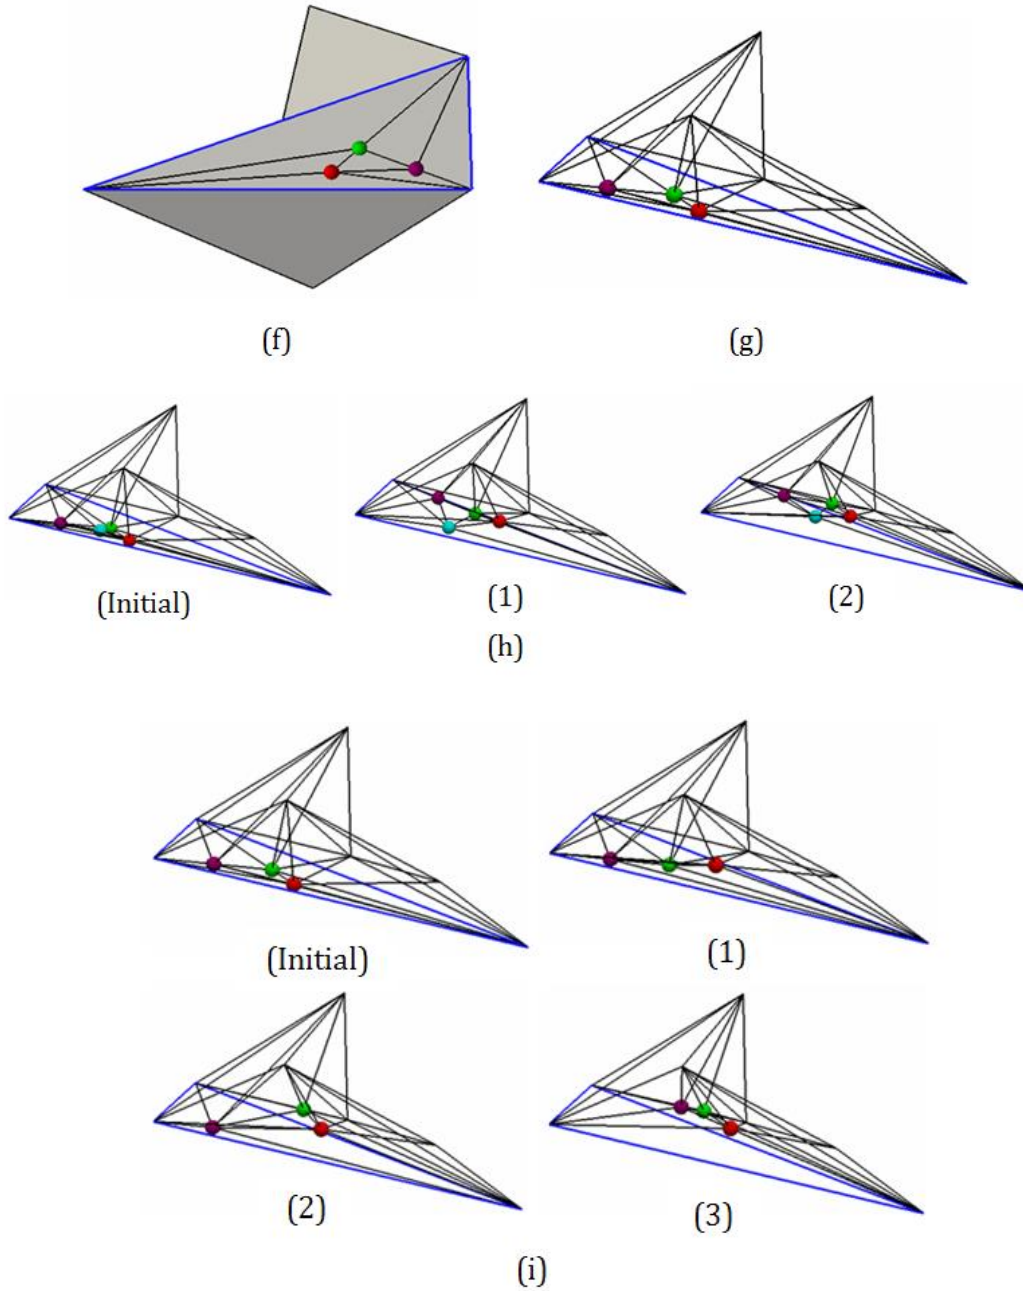 (f) (g)
(Initial) (1) (2)
(h)
(Initial) (1)
(2) (3)
(i)